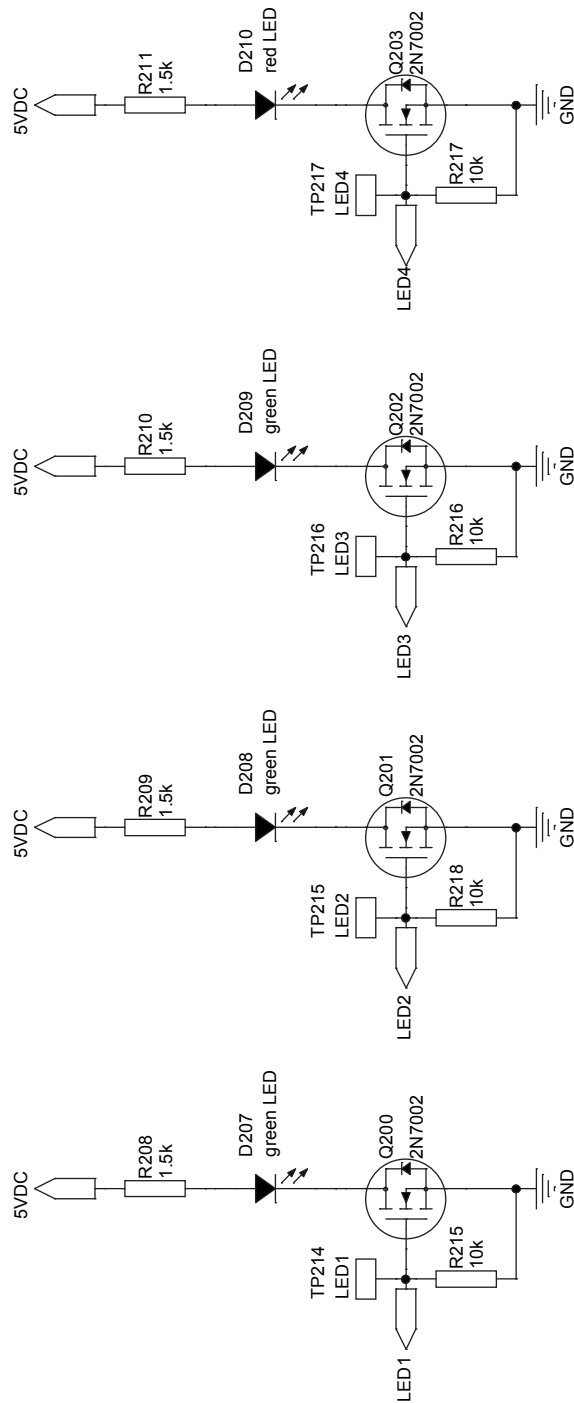 5VDC
R208
1.5k
D207
green LED
Q200
2N7002
TP214
LED1
LED1
R215
10k
GND
5VDC
R209
1.5k
D208
green LED
Q201
2N7002
TP215
LED2
LED2
R218
10k
GND
5VDC
R210
1.5k
D209
green LED
Q202
2N7002
TP216
LED3
LED3
R216
10k
GND
5VDC
R211
1.5k
D210
red LED
Q203
2N7002
TP217
LED4
LED4
R217
10k
GND